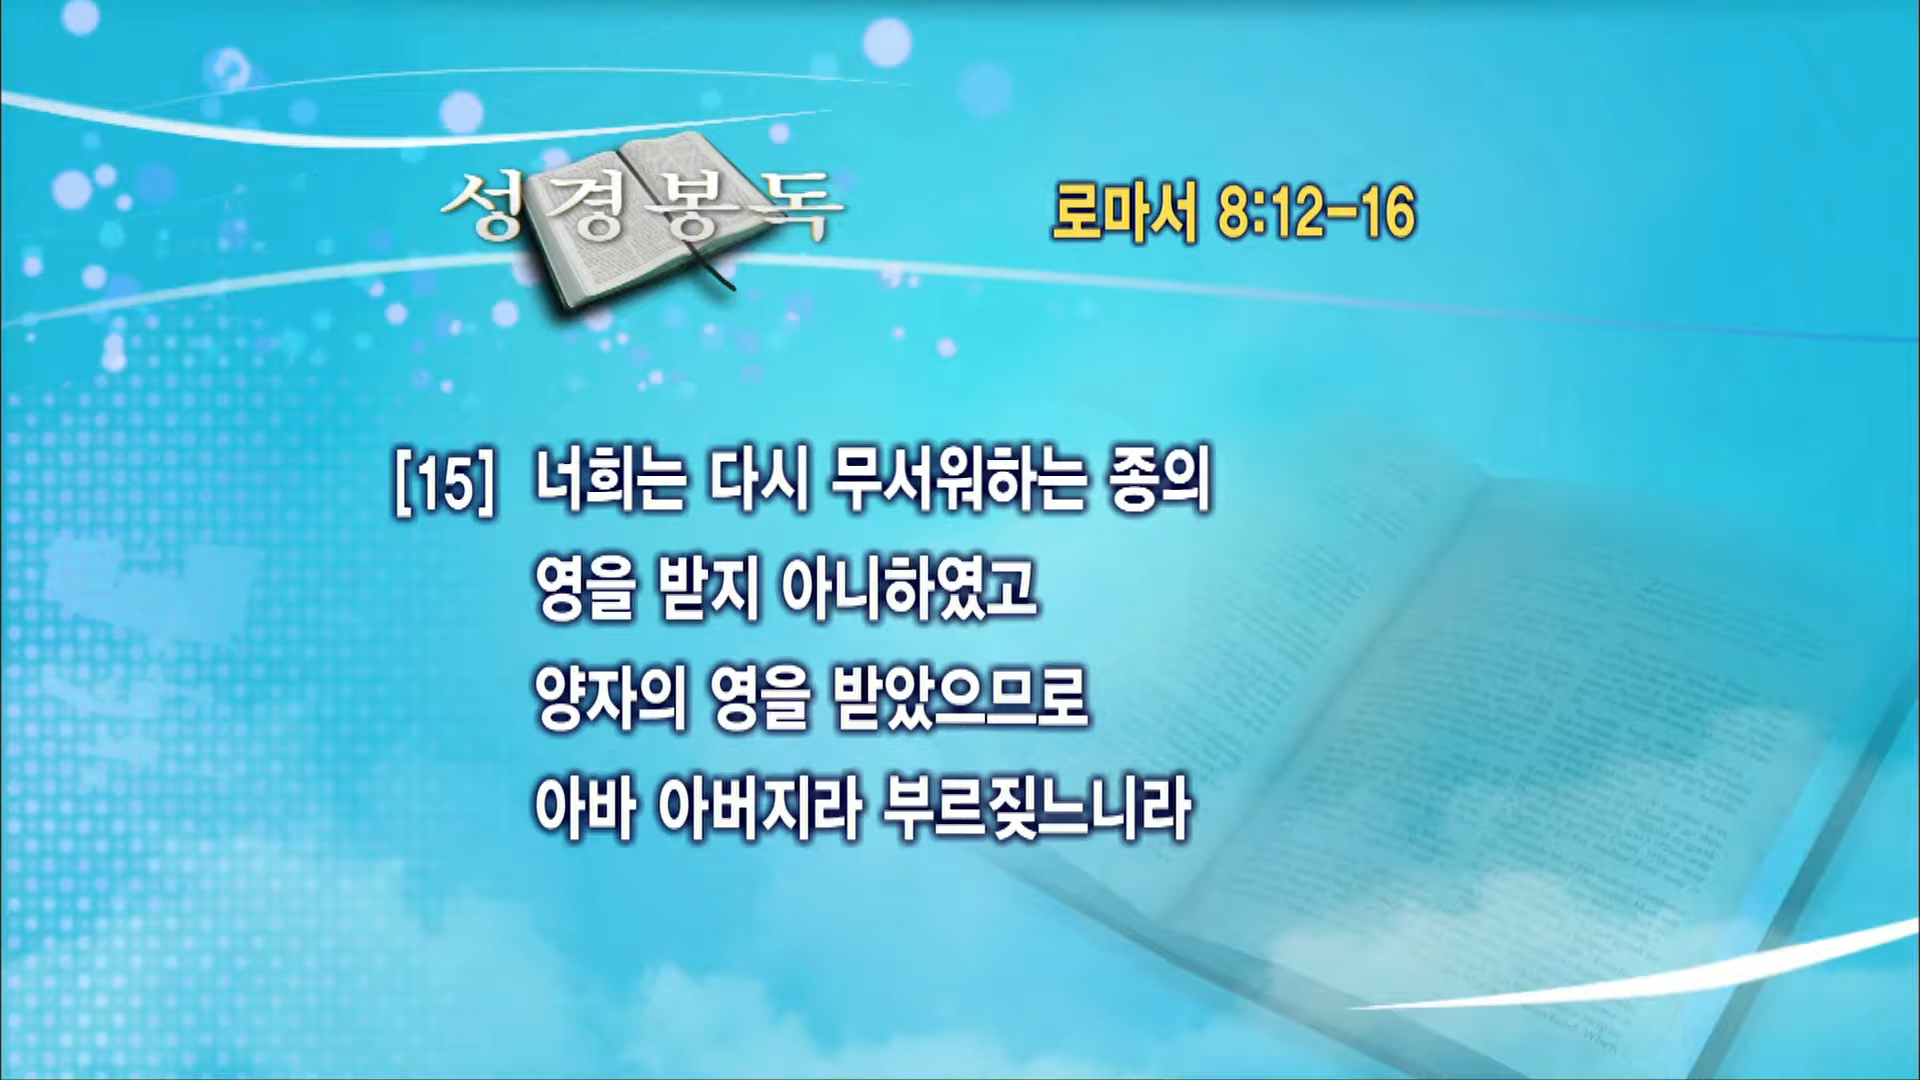 성경봉독
로마서 8:12-16
[15] 너희는 다시 무서워하는 종의
영을 받지 아니하였고
양자의 영을 받았으므로
아바 아버지라 부르짖느니라